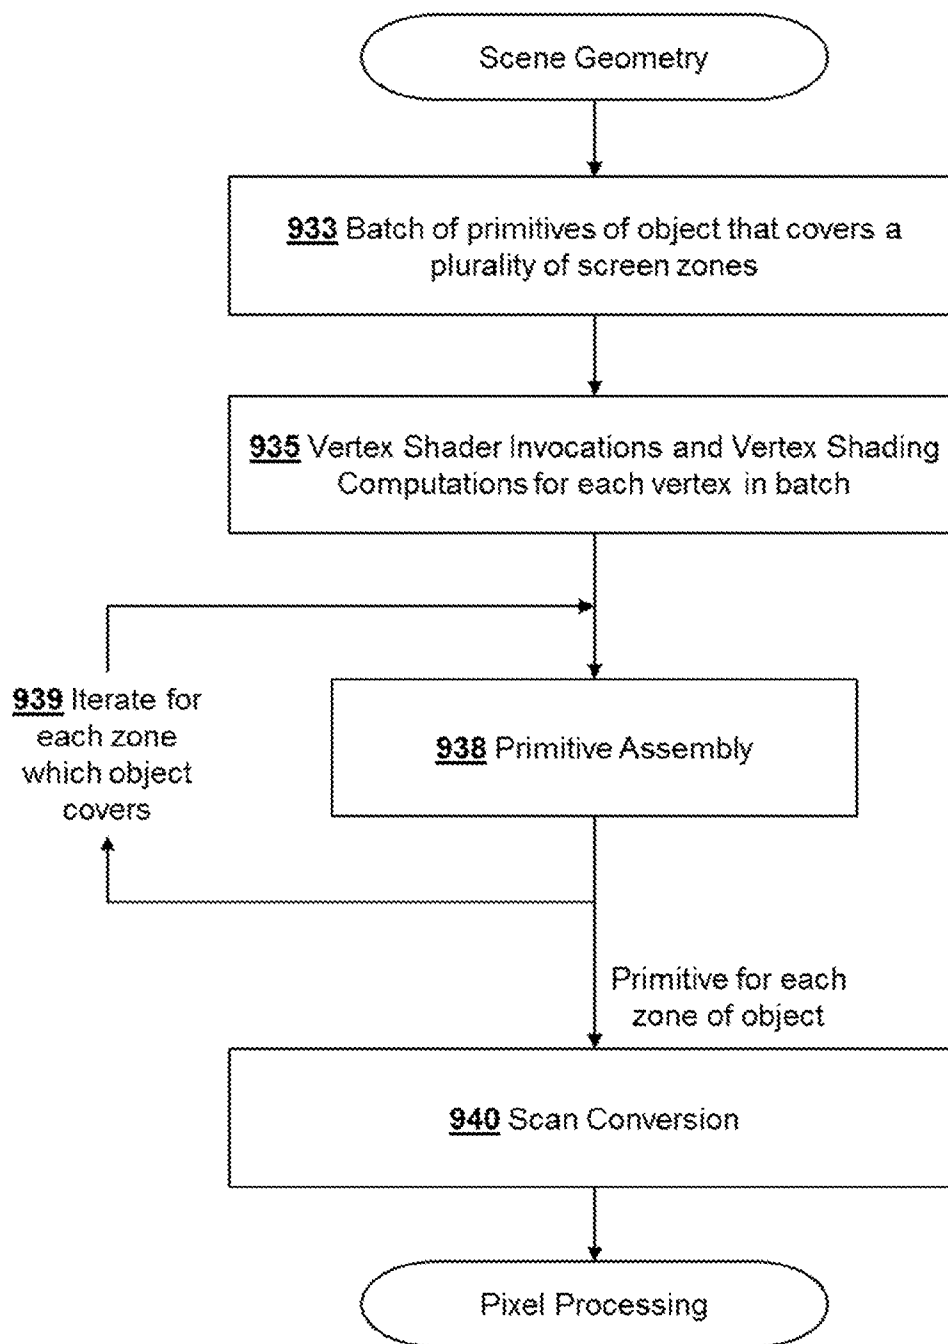 Scene Geometry
933 Batch of primitives of object that covers a
plurality of screen zones
935 Vertex Shader Invocations and Vertex Shading
Computations for each vertex in batch
939 Iterate for
each zone
which object
covers
938 Primitive Assembly
Primitive for each
zone of object
940 Scan Conversion
Pixel Processing